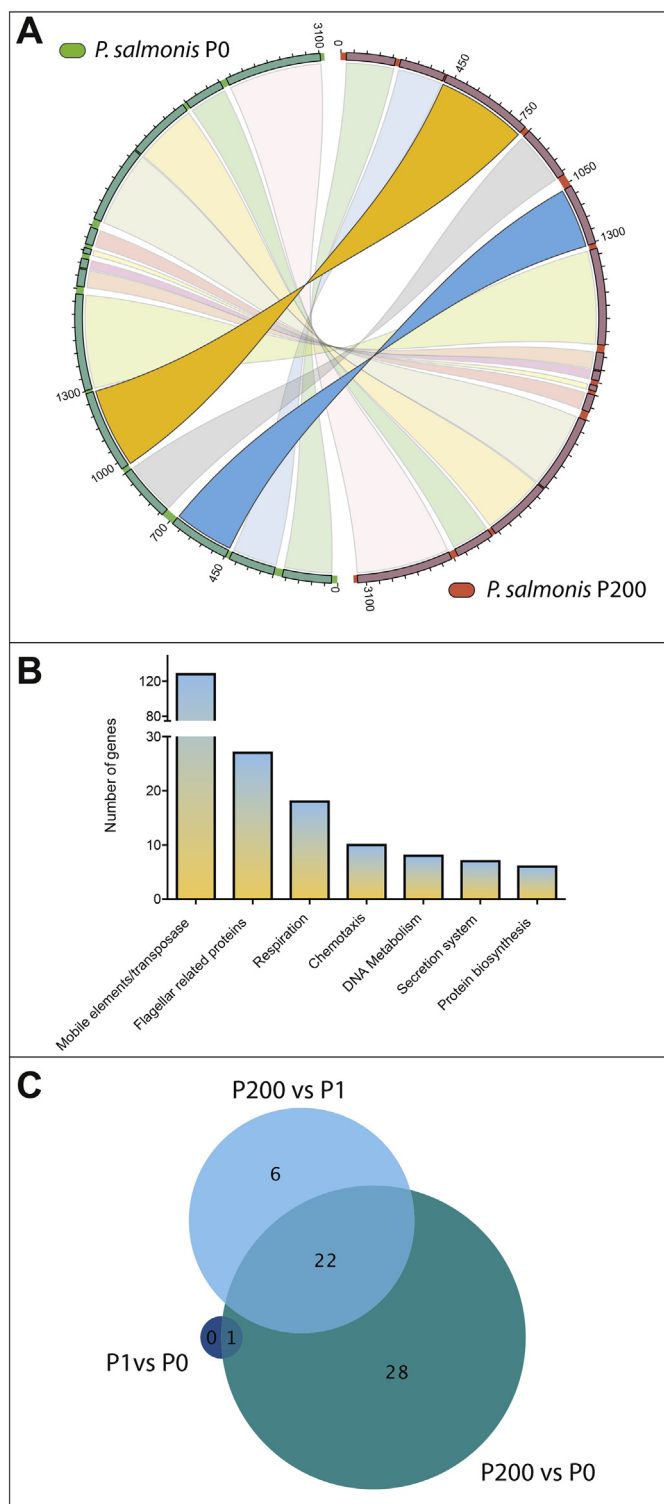 A
P. salmonis P0
3100
0
450
750
1050
1300
1300
1000
700
450
0
3100
P. salmonis P200
B
Number of genes
120
80
30
20
10
0
Mobile elements/transposase
Flagellar related proteins
Respiration
Chemotaxis
DNA Metabolism
Secretion system
Protein biosynthesis
C
P200 vs P1
6
22
0 1
P1vs P0
28
P200 vs P0